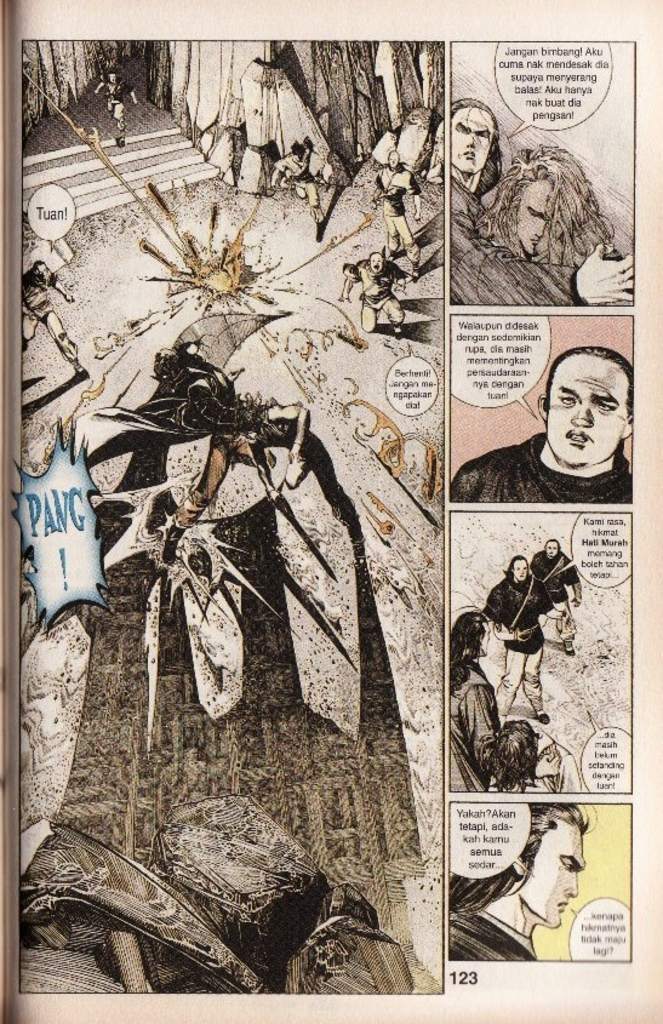 Tuan!
Berhenti!
Jangan me-
ngapakan
dia!
PANG
!
Jangan bimbang! Aku
cuma nak mendesak dia
supaya menyerang
balas! Aku hanya
nak buat dia
pengsan!
Walaupun didesak
dengan sedemikian
rupa, dia masih
mementingkan
persaudaraan-
nya dengan
tuan!
Kami rasa,
hikmat
Hati Murah
memang
boleh tahan
tetapi...
...dia
masih
belum
setanding
dengan
tuan!
Yakah?Akan
tetapi, ada-
kah kamu
semua
sedar...
...kenapa
hikmatnya
tidak maju
lagi?
123